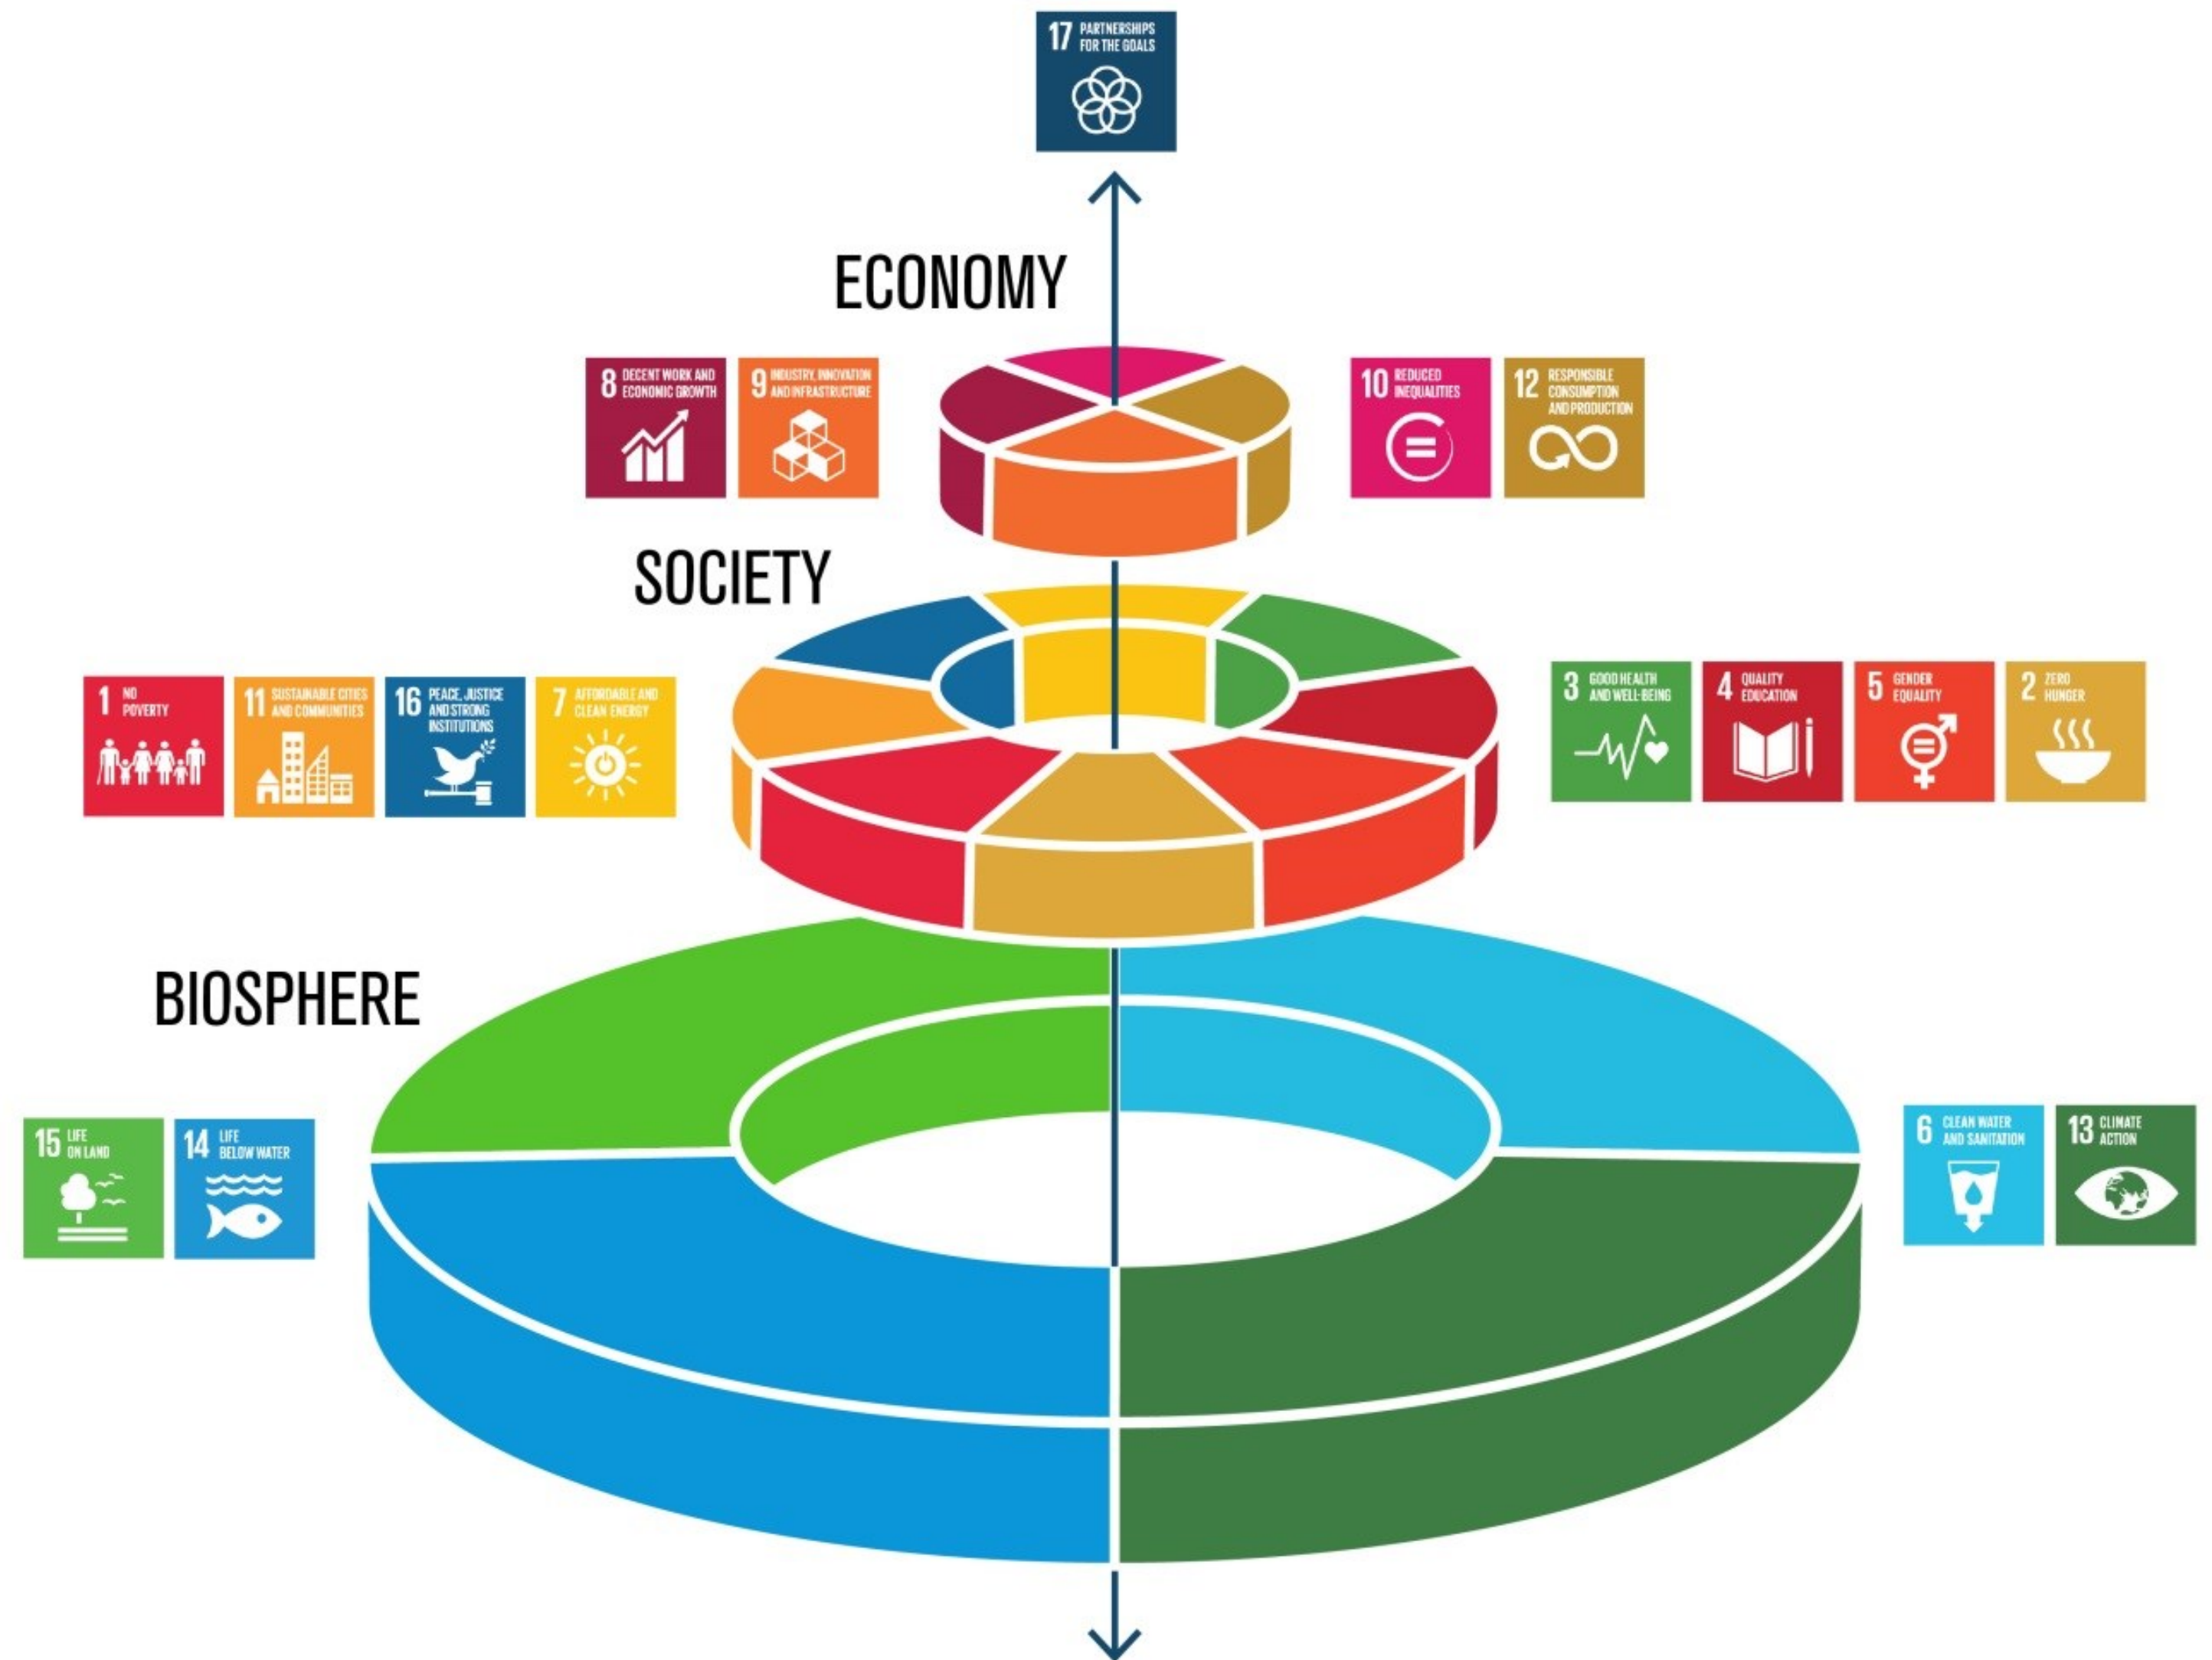 17 PARTNERSHIPS
FOR THE GOALS
ECONOMY
8 DECENT WORK AND
ECONOMIC GROWTH
9 INDUSTRY, INNOVATION
AND INFRASTRUCTURE
10 REDUCED
INEQUALITIES
12 RESPONSIBLE
CONSUMPTION
AND PRODUCTION
SOCIETY
1 NO
POVERTY
11 SUSTAINABLE CITIES
AND COMMUNITIES
16 PEACE, JUSTICE
AND STRONG
INSTITUTIONS
7 AFFORDABLE AND
CLEAN ENERGY
3 GOOD HEALTH
AND WELL-BEING
4 QUALITY
EDUCATION
5 GENDER
EQUALITY
2 ZERO
HUNGER
BIOSPHERE
15 LIFE
ON LAND
14 LIFE
BELOW WATER
6 CLEAN WATER
AND SANITATION
13 CLIMATE
ACTION